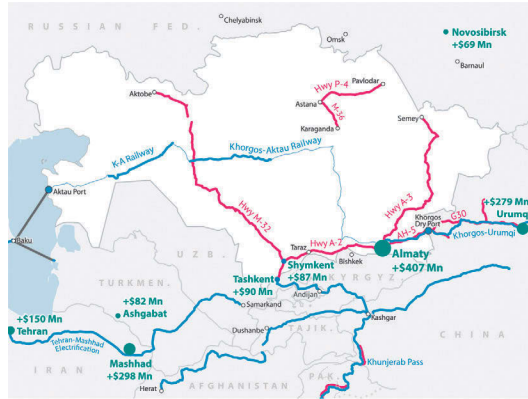 RUSSIAN FED.
Chelyabinsk
Omsk
Novosibirsk
+$69 Mn
Barnaul
Aktobe
Hwy P-4
Pavlodar
Astana
M-36
Karaganda
Semey
K-A Railway
Khorgos-Aktau Railway
Aktau Port
Hwy A-3
Khorgos
Dry Port
G30
+$279 Mn
Urumqi
Hwy M-32
AH-5
Khorgos-Urumqi
Baku
Taraz
Hwy A-2
Bishkek
Almaty
+$407 Mn
UZB.
Shymkent
+$87 Mn
KYRGYZ
Tashkent
+$90 Mn
TURKMEN.
+$82 Mn
Ashgabat
Samarkand
Andijan
Kashgar
+$150 Mn
Tehran
Dushanbe
TAJIK.
CHINA
Tehran-Mashhad
Electrification
Mashhad
+$298 Mn
Khunjerab Pass
IRAN
Herat
AFGHANISTAN
PAK.